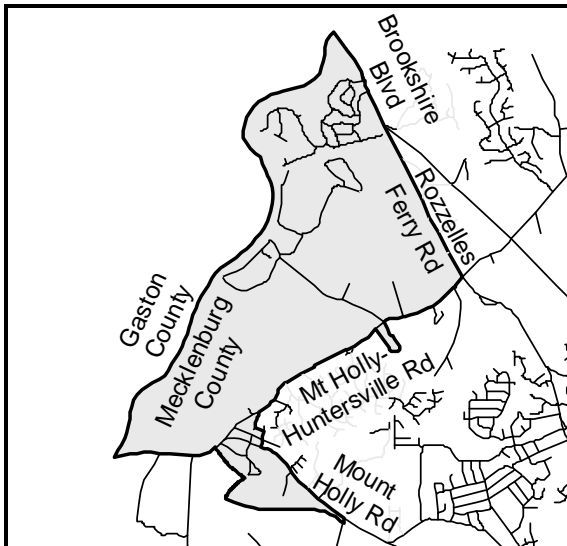 Brookshire
Blvd
Rozzelles
Ferry Rd
Gaston
County
Mecklenburg
County
Mt Holly-
Huntersville Rd
Mount
Holly Rd